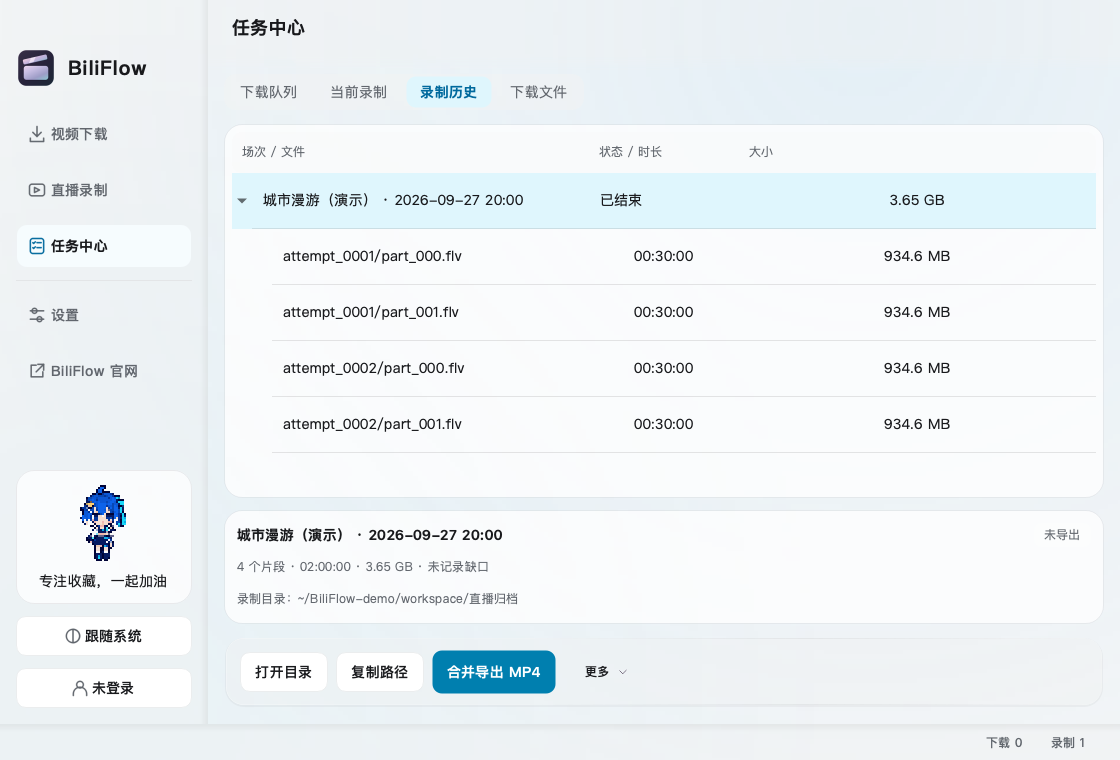 BiliFlow
视频下载
直播录制
任务中心
设置
BiliFlow 官网
专注收藏，一起加油
跟随系统
未登录
任务中心
下载队列 当前录制 录制历史 下载文件
场次 / 文件 状态 / 时长 大小
城市漫游（演示） · 2026-09-27 20:00 已结束 3.65 GB
attempt_0001/part_000.flv 00:30:00 934.6 MB
attempt_0001/part_001.flv 00:30:00 934.6 MB
attempt_0002/part_000.flv 00:30:00 934.6 MB
attempt_0002/part_001.flv 00:30:00 934.6 MB
城市漫游（演示） · 2026-09-27 20:00 未导出
4 个片段 · 02:00:00 · 3.65 GB · 未记录缺口
录制目录：~/BiliFlow-demo/workspace/直播归档
打开目录 复制路径 合并导出 MP4 更多
下载 0 录制 1